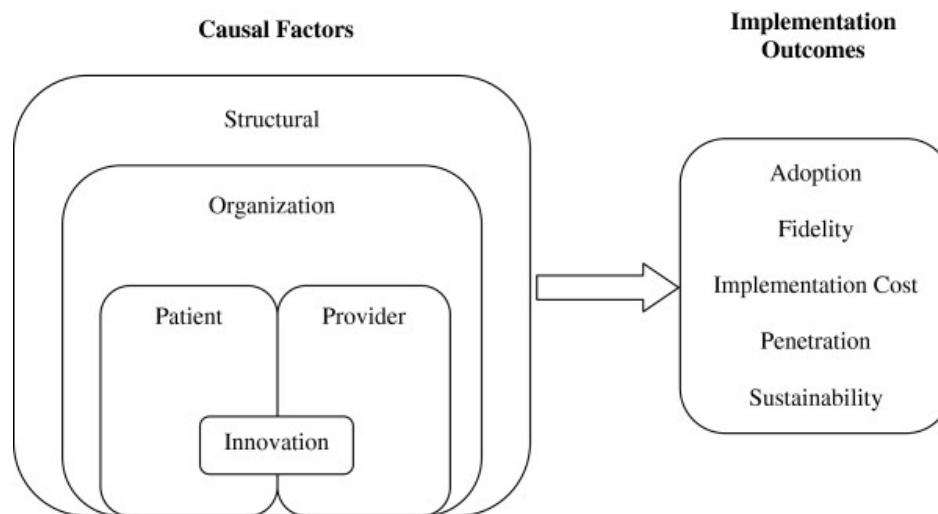 Causal Factors
Implementation
Outcomes
Structural
Organization
Patient
Provider
Innovation
Adoption
Fidelity
Implementation Cost
Penetration
Sustainability